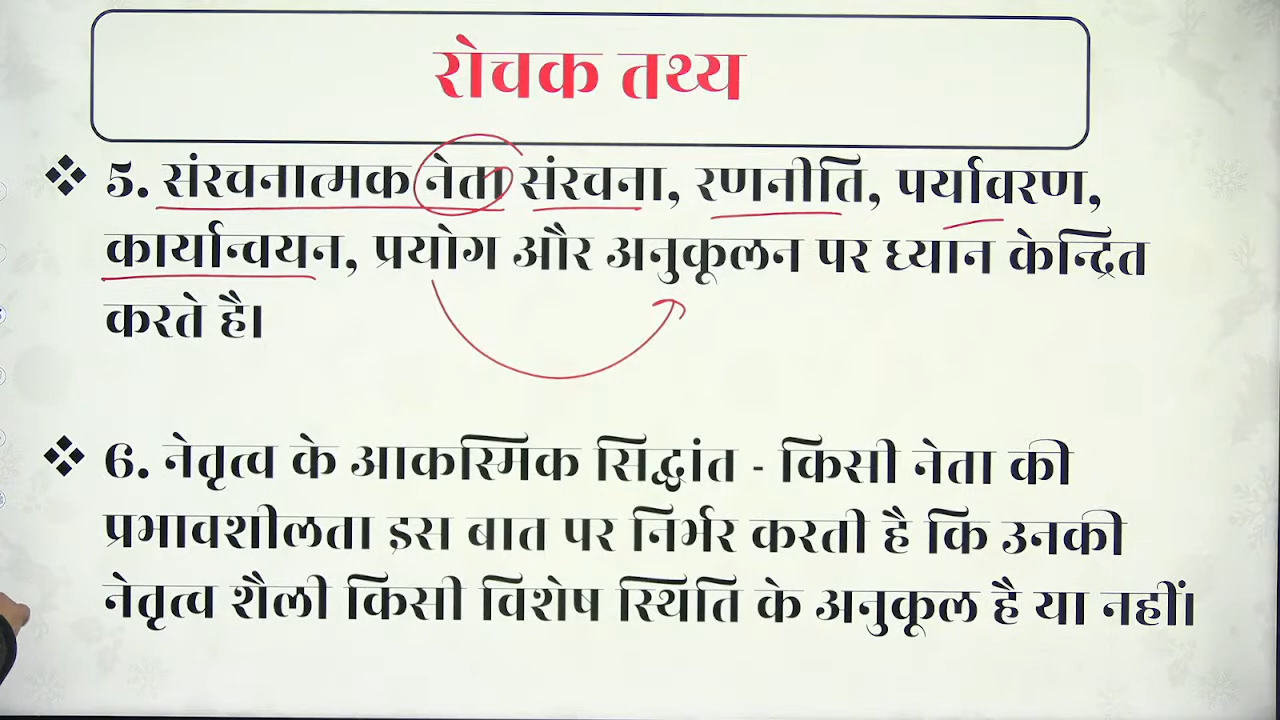 रोचक तथ्य
❖ 5. संरचनात्मक नेता संरचना, रणनीति, पर्यावरण,
कार्यान्वयन, प्रयोग और अनुकूलन पर ध्यान केन्द्रित
करते है।
❖ 6. नेतृत्व के आकस्मिक सिद्धांत - किसी नेता की
प्रभावशीलता इस बात पर निर्भर करती है कि उनकी
नेतृत्व शैली किसी विशेष स्थिति के अनुकूल है या नहीं।